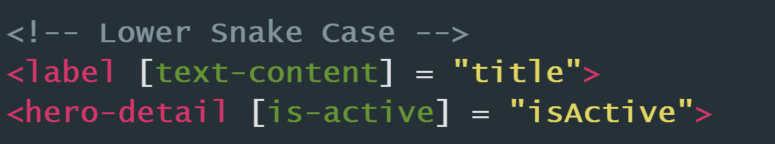 <!-- Lower Snake Case -->
<label [text-content] = "title">
<hero-detail [is-active] = "isActive">